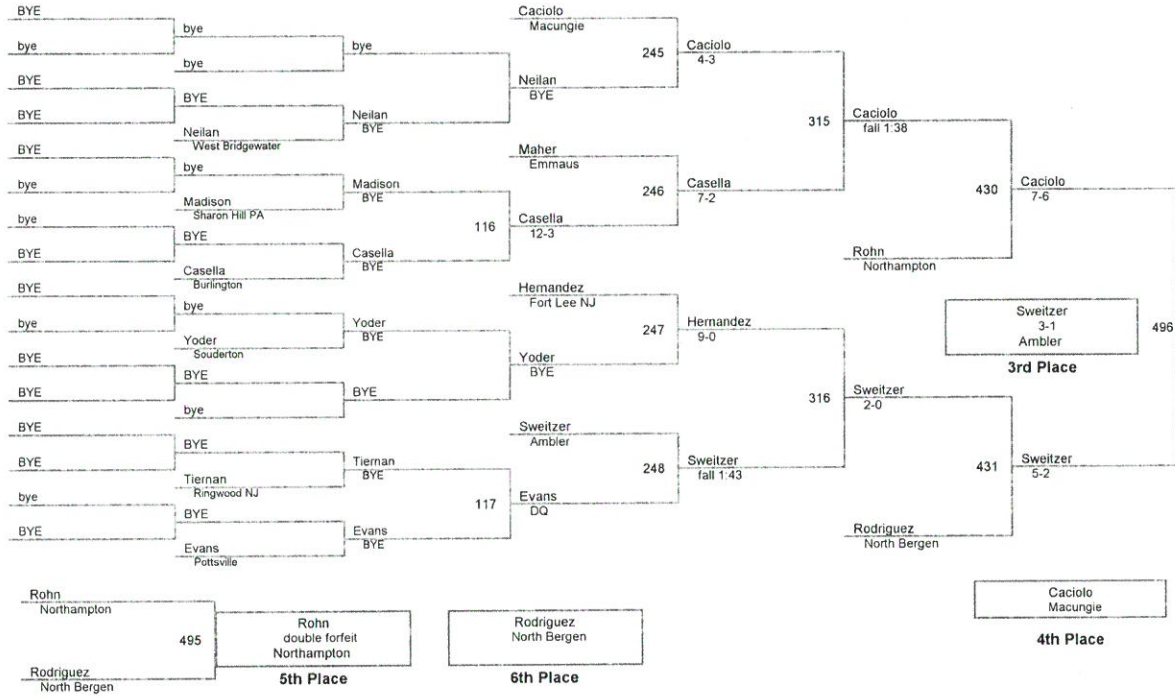 BYE
bye
BYE
BYE
BYE
bye
bye
BYE
BYE
bye
BYE
BYE
BYE
BYE
bye
BYE
bye
bye
BYE
Neilan
West Bridgewater
bye
Madison
Sharon Hill PA
BYE
Casella
Burlington
bye
Yoder
Souderton
BYE
bye
BYE
Tiernan
Ringwood NJ
BYE
Evans
Pottsville
bye
Neilan
BYE
Madison
BYE
116
Casella
BYE
Yoder
BYE
BYE
Tiernan
BYE
117
Evans
BYE
Caciolo
Macungie
245
Neilan
BYE
Maher
Emmaus
246
Casella
12-3
Hernandez
Fort Lee NJ
247
Yoder
BYE
Sweitzer
Ambler
248
Evans
DQ
Caciolo
4-3
315
Casella
7-2
Hernandez
9-0
316
Sweitzer
fall 1:43
Caciolo
fall 1:38
430
Rohn
Northampton
Sweitzer
2-0
431
Rodriguez
North Bergen
Caciolo
7-6
Sweitzer
3-1
Ambler
496
3rd Place
Sweitzer
5-2
Caciolo
Macungie
4th Place
Rohn
Northampton
495
Rodriguez
North Bergen
Rohn
double forfeit
Northampton
5th Place
Rodriguez
North Bergen
6th Place